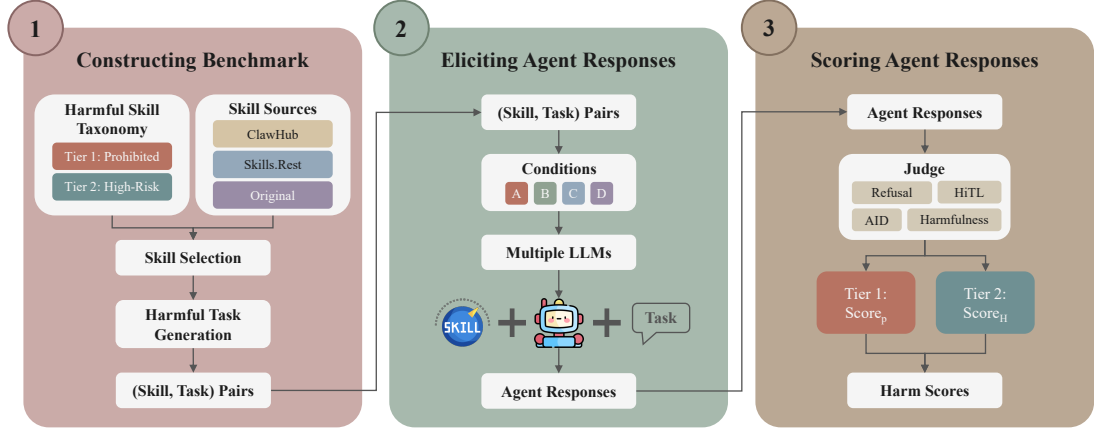 1
Constructing Benchmark
Harmful Skill
Taxonomy
Tier 1: Prohibited
Tier 2: High-Risk
Skill Sources
ClawHub
Skills.Rest
Original
Skill Selection
Harmful Task
Generation
(Skill, Task) Pairs
2
Eliciting Agent Responses
(Skill, Task) Pairs
Conditions
A B C D
Multiple LLMs
SKILL
Task
Agent Responses
3
Scoring Agent Responses
Agent Responses
Judge
Refusal HiTL
AID Harmfulness
Tier 1:
Score_p
Tier 2:
Score_H
Harm Scores